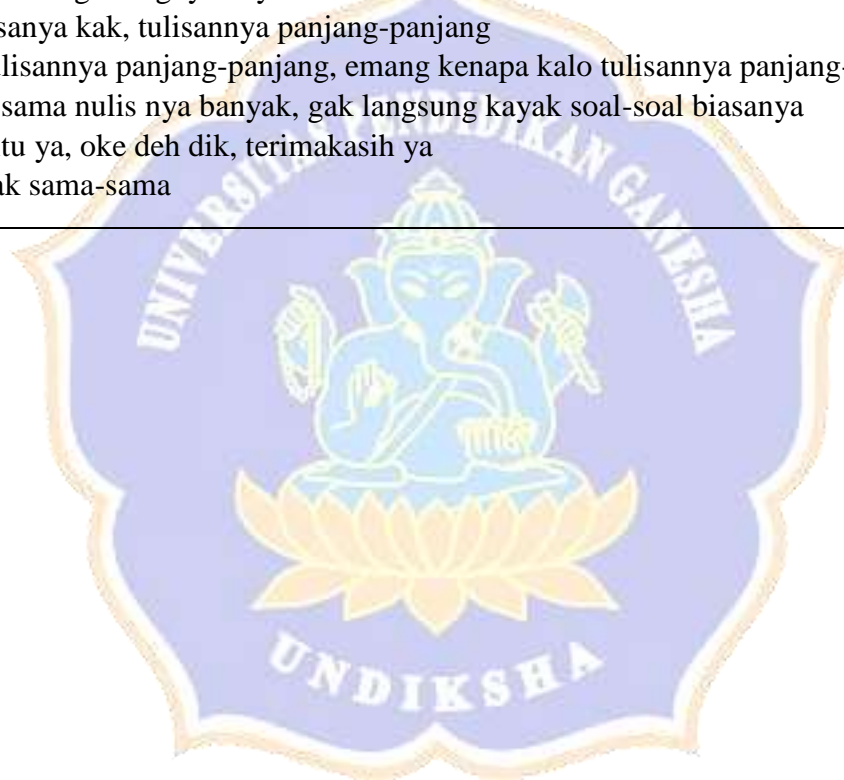 sanya kak, tulisannya panjang-panjang
lisannya panjang-panjang, emang kenapa kalo tulisannya panjang-
sama nulis nya banyak, gak langsung kayak soal-soal biasanya
tu ya, oke deh dik, terimakasih ya
ak sama-sama
UNIVERSITAS PENDIDIKAN GANESHA
UNDIKSHA